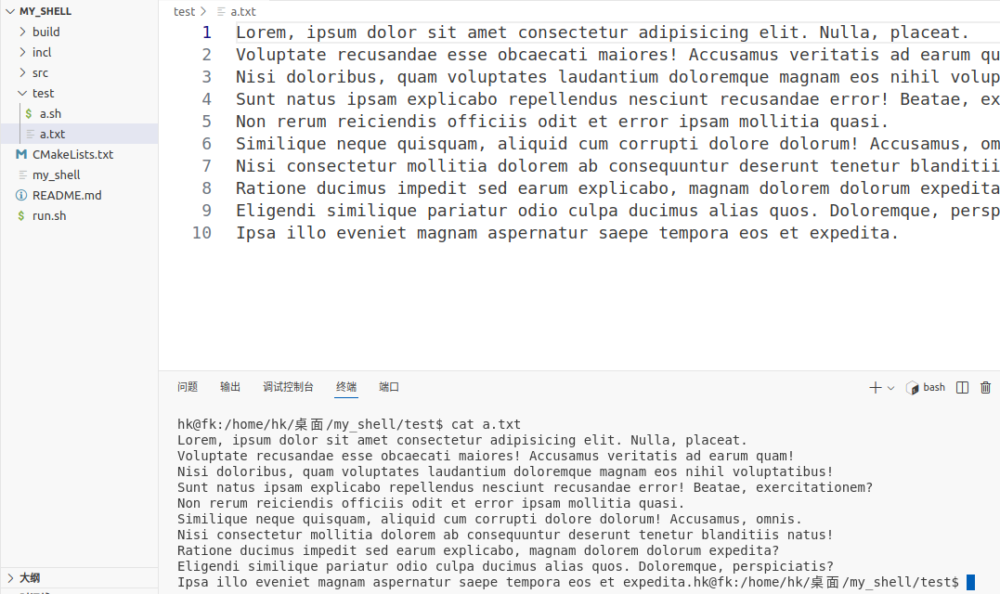 MY_SHELL
build
incl
src
test
$ a.sh
a.txt
CMakeLists.txt
my_shell
README.md
$ run.sh
大纲
test > a.txt
1 Lorem, ipsum dolor sit amet consectetur adipisicing elit. Nulla, placeat.
2 Voluptate recusandae esse obcaecati maiores! Accusamus veritatis ad earum qu
3 Nisi doloribus, quam voluptates laudantium doloremque magnam eos nihil volup
4 Sunt natus ipsam explicabo repellendus nesciunt recusandae error! Beatae, ex
5 Non rerum reiciendis officiis odit et error ipsam mollitia quasi.
6 Similique neque quisquam, aliquid cum corrupti dolore dolorum! Accusamus, om
7 Nisi consectetur mollitia dolorem ab consequuntur deserunt tenetur blanditii
8 Ratione ducimus impedit sed earum explicabo, magnam dolorem dolorum expedita
9 Eligendi similique pariatur odio culpa ducimus alias quos. Doloremque, persp
10 Ipsa illo eveniet magnam aspernatur saepe tempora eos et expedita.
问题 输出 调试控制台 终端 端口 bash
hk@fk:/home/hk/桌面/my_shell/test$ cat a.txt
Lorem, ipsum dolor sit amet consectetur adipisicing elit. Nulla, placeat.
Voluptate recusandae esse obcaecati maiores! Accusamus veritatis ad earum quam!
Nisi doloribus, quam voluptates laudantium doloremque magnam eos nihil voluptatibus!
Sunt natus ipsam explicabo repellendus nesciunt recusandae error! Beatae, exercitationem?
Non rerum reiciendis officiis odit et error ipsam mollitia quasi.
Similique neque quisquam, aliquid cum corrupti dolore dolorum! Accusamus, omnis.
Nisi consectetur mollitia dolorem ab consequuntur deserunt tenetur blanditiis natus!
Ratione ducimus impedit sed earum explicabo, magnam dolorem dolorum expedita?
Eligendi similique pariatur odio culpa ducimus alias quos. Doloremque, perspiciatis?
Ipsa illo eveniet magnam aspernatur saepe tempora eos et expedita.hk@fk:/home/hk/桌面/my_shell/test$